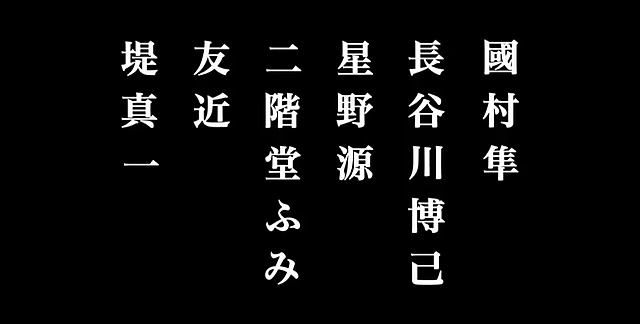 國村隼
長谷川博己
星野源
二階堂ふみ
友近
堤真一